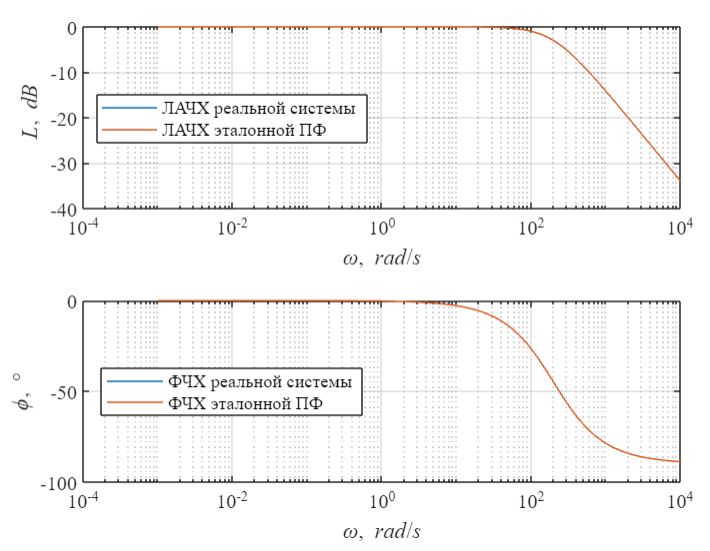 0
-10
-20
-30
-40
L, dB
ЛАЧХ реальной системы
ЛАЧХ эталонной ПФ
10^-4 10^-2 10^0 10^2 10^4
ω, rad/s
0
-50
-100
ϕ, °
ФЧХ реальной системы
ФЧХ эталонной ПФ
10^-4 10^-2 10^0 10^2 10^4
ω, rad/s